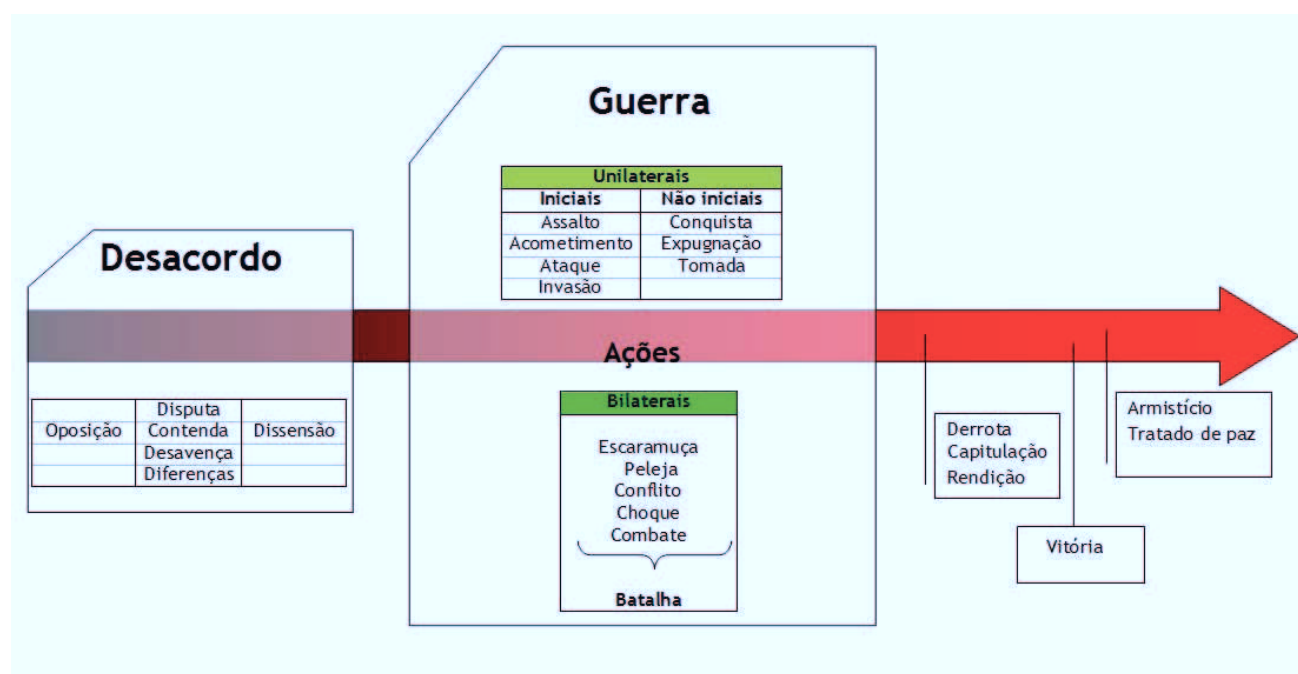 Guerra
Unilaterais
Iniciais Não iniciais
Assalto Conquista
Acometimento Expugnação
Ataque Tomada
Invasão
Desacordo
Ações
Disputa
Oposição Contenda Dissensão
Desavença
Diferenças
Bilaterais
Escaramuça
Peleja
Conflito
Choque
Combate
Batalha
Derrota
Capitulação
Rendição
Vitória
Armistício
Tratado de paz